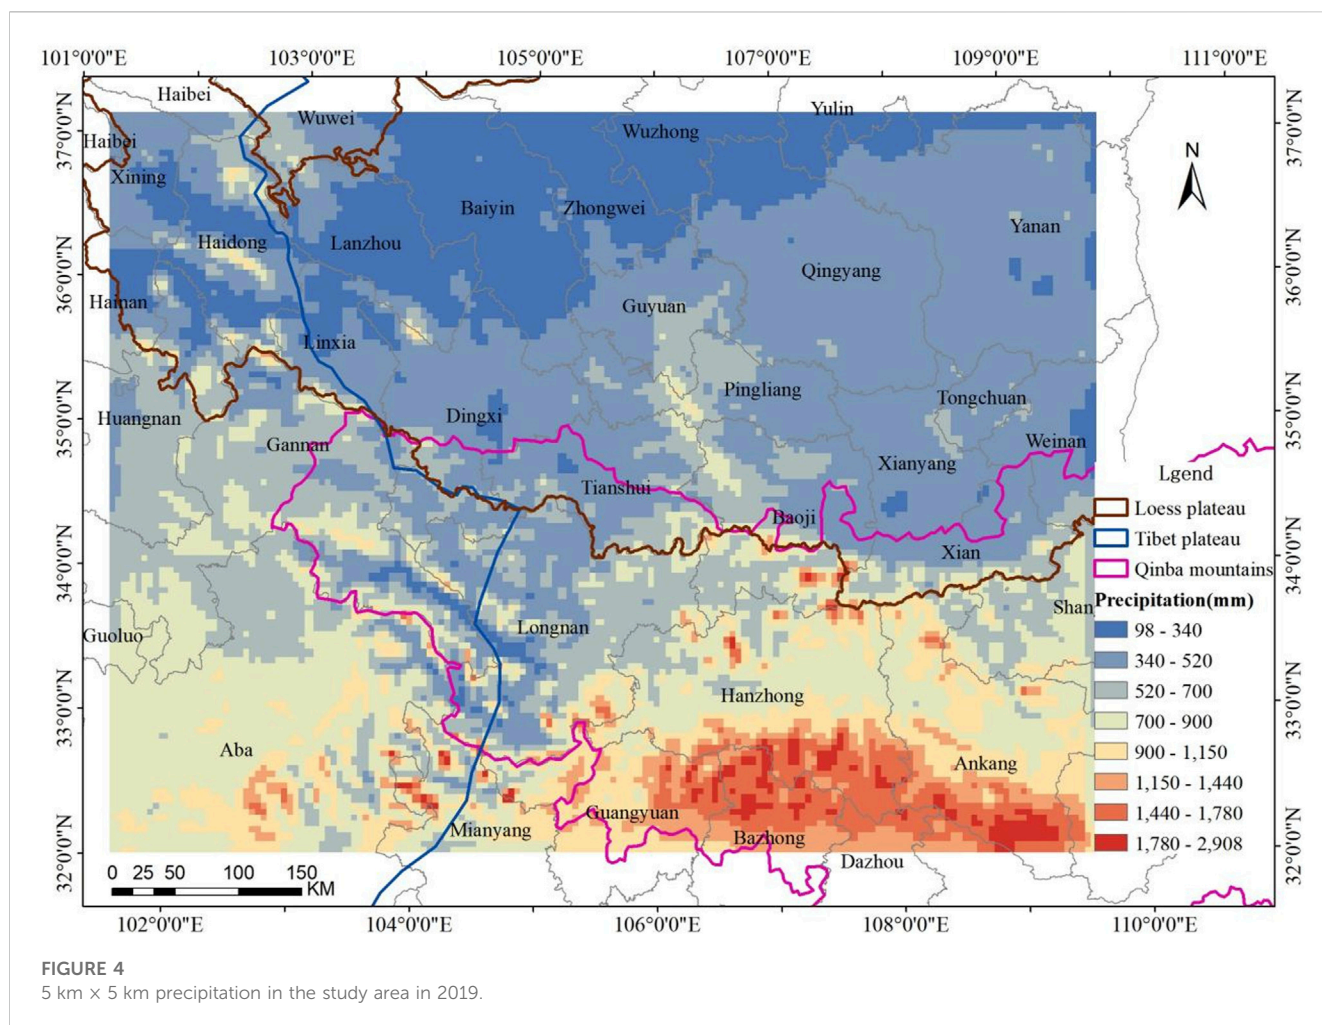 101°0'0"E 103°0'0"E 105°0'0"E 107°0'0"E 109°0'0"E 111°0'0"E
37°0'0"N
36°0'0"N
35°0'0"N
34°0'0"N
33°0'0"N
32°0'0"N
Haibei
Wuwei
Yulin
Wuzhong
Haibei
Xining
Baiyin
Zhongwei
Yanan
Haidong
Lanzhou
Qingyang
Hainan
Guyuan
Linxia
Pingliang
Tongchuan
Huangnan
Dingxi
Gannan
Weinan
Xianyang
Tianshui
Baoji
Xian
Shan
Guoluo
Longnan
Hanzhong
Aba
Ankang
Guangyuan
Mianyang
Bazhong
Dazhou
N
37°0'0"N
36°0'0"N
35°0'0"N
34°0'0"N
33°0'0"N
32°0'0"N
Lgend
Loess plateau
Tibet plateau
Qinba mountains
Precipitation(mm)
98 - 340
340 - 520
520 - 700
700 - 900
900 - 1,150
1,150 - 1,440
1,440 - 1,780
1,780 - 2,908
0 25 50 100 150
KM
102°0'0"E 104°0'0"E 106°0'0"E 108°0'0"E 110°0'0"E
FIGURE 4
5 km × 5 km precipitation in the study area in 2019.